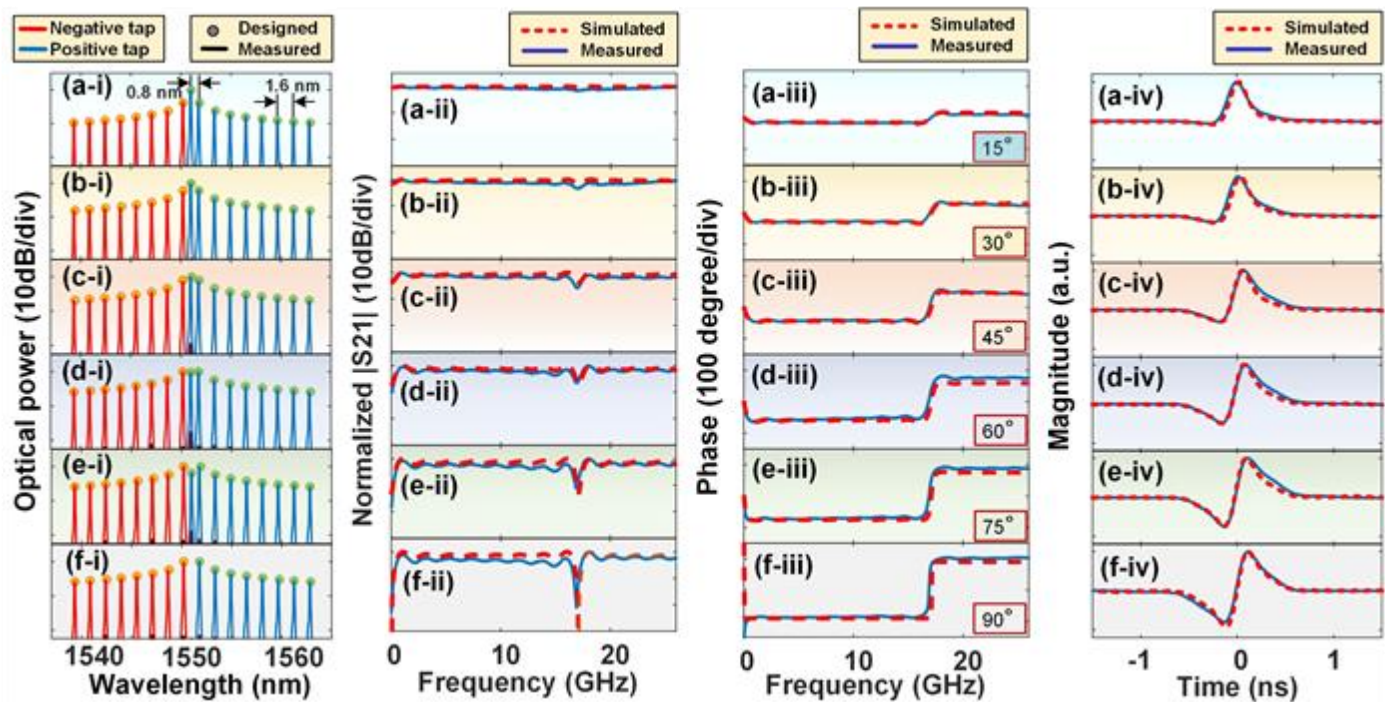 Negative tap
Positive tap
Designed
Measured
Simulated
Measured
Simulated
Measured
Simulated
Measured
(a-i)
0.8 nm
1.6 nm
(b-i)
(c-i)
(d-i)
(e-i)
(f-i)
Optical power (10dB/div)
1540 1550 1560
Wavelength (nm)
(a-ii)
(b-ii)
(c-ii)
(d-ii)
(e-ii)
(f-ii)
Normalized |S21| (10dB/div)
0 10 20
Frequency (GHz)
(a-iii)
15°
(b-iii)
30°
(c-iii)
45°
(d-iii)
60°
(e-iii)
75°
(f-iii)
90°
Phase (100 degree/div)
0 10 20
Frequency (GHz)
(a-iv)
(b-iv)
(c-iv)
(d-iv)
(e-iv)
(f-iv)
Magnitude (a.u.)
-1 0 1
Time (ns)